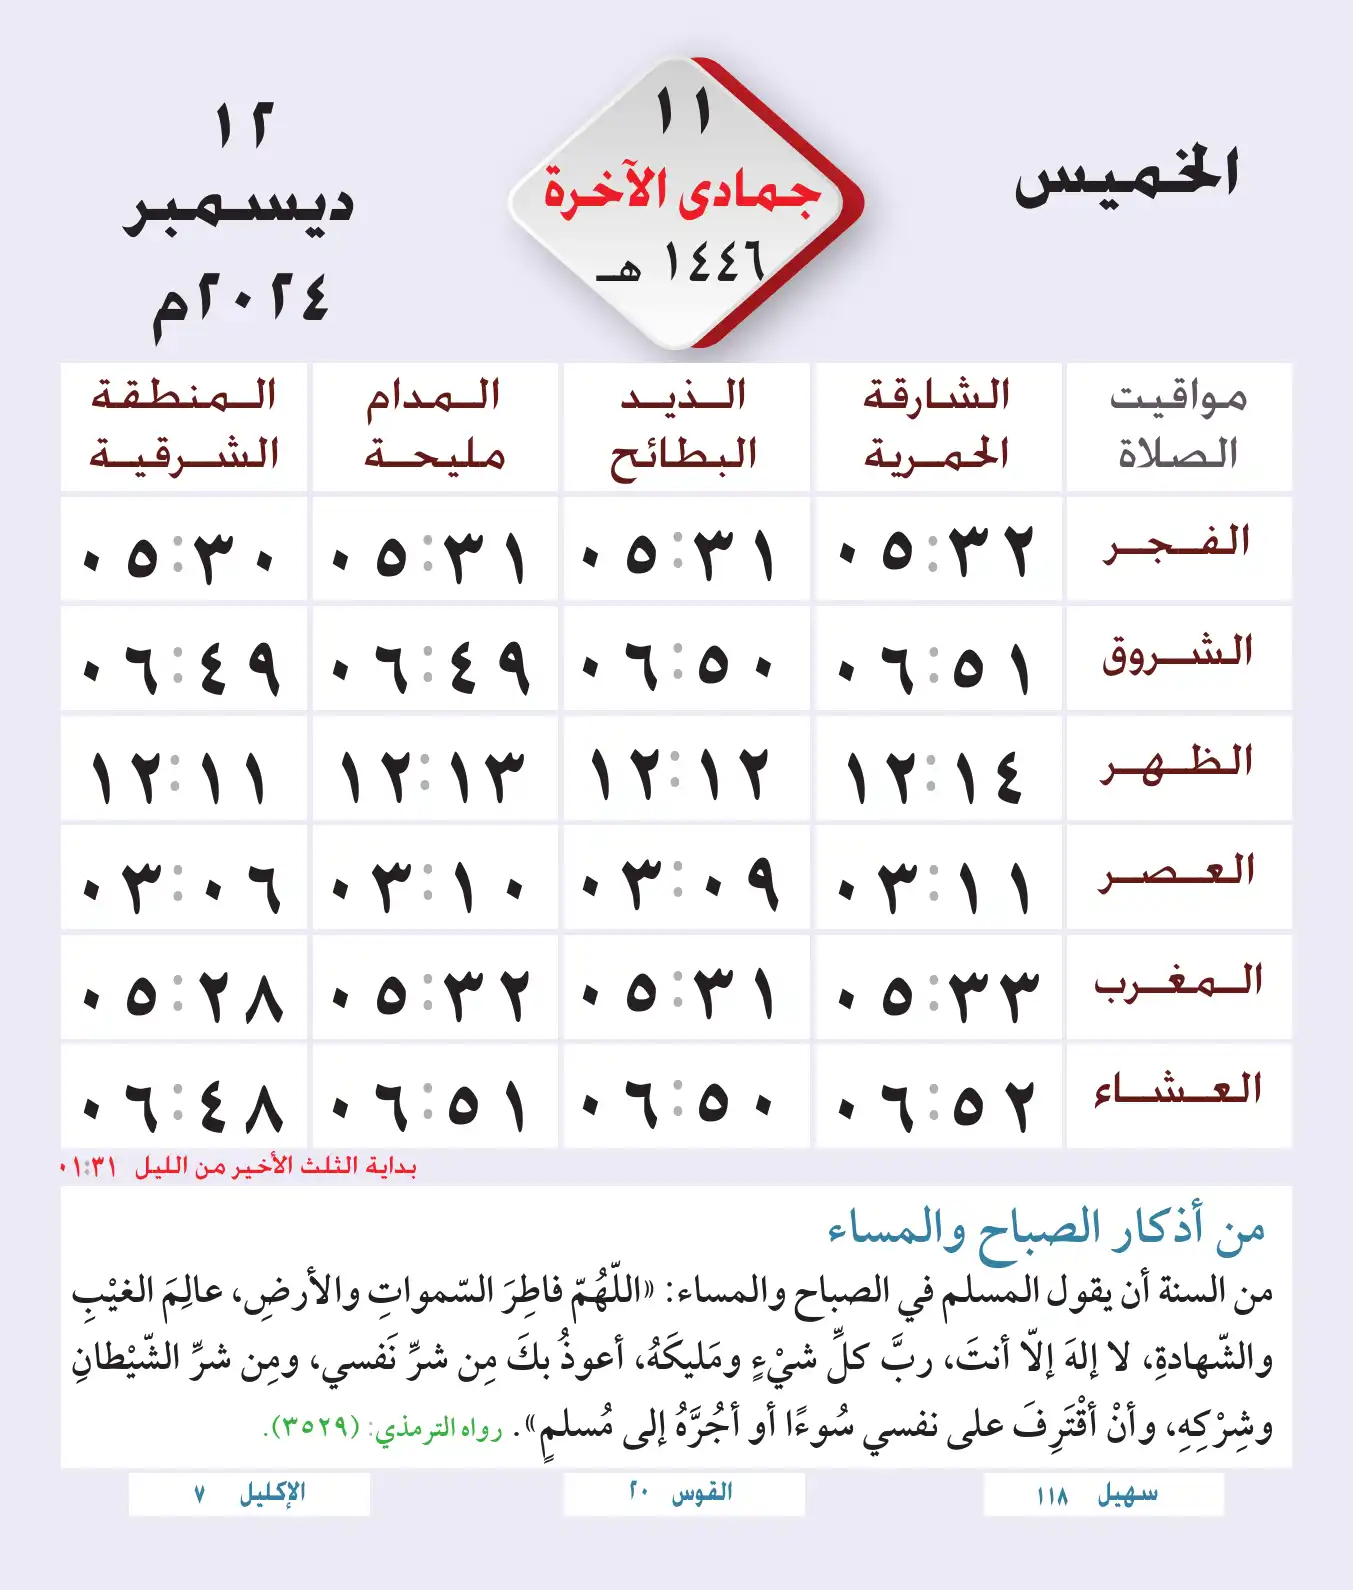 الخميس
١١
جمادى الآخرة
١٤٤٦ هـ
١٢
ديسمبر
٢٠٢٤م
مواقيت الصلاة
الشارقة الحمرية
الذيد البطائح
المدام مليحة
المنطقة الشرقية
الفجر ٠٥:٣٢ ٠٥:٣١ ٠٥:٣١ ٠٥:٣٠
الشروق ٠٦:٥١ ٠٦:٥٠ ٠٦:٤٩ ٠٦:٤٩
الظهر ١٢:١٤ ١٢:١٢ ١٢:١٣ ١٢:١١
العصر ٠٣:١١ ٠٣:٠٩ ٠٣:١٠ ٠٣:٠٦
المغرب ٠٥:٣٣ ٠٥:٣١ ٠٥:٣٢ ٠٥:٢٨
العشاء ٠٦:٥٢ ٠٦:٥٠ ٠٦:٥١ ٠٦:٤٨
بداية الثلث الأخير من الليل ٠١:٣١
من أذكار الصباح والمساء
من السنة أن يقول المسلم في الصباح والمساء: «اللّهُمّ فاطِرَ السّمواتِ والأرضِ، عالِمَ الغيْبِ
والشّهادةِ، لا إلهَ إلاّ أنتَ، ربَّ كلِّ شيْءٍ ومَليكَهُ، أعوذُ بكَ مِن شرِّ نَفسي، ومِن شرِّ الشّيْطانِ
وشِرْكِهِ، وأنْ أقْتَرِفَ على نفسي سُوءًا أو أجُرَّهُ إلى مُسلمٍ». رواه الترمذي: (٣٥٢٩).
سهيل ١١٨
القوس ٢٠
الإكليل ٧